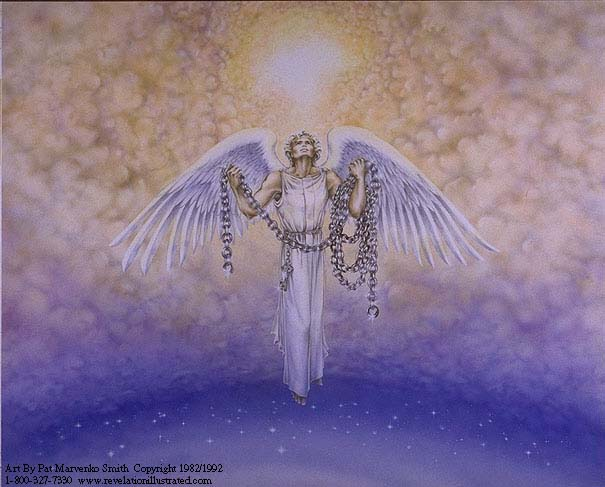 Art By Pat Marvenko Smith Copyright 1982/1992
1-800-327-7330 www.revelationillustrated.com